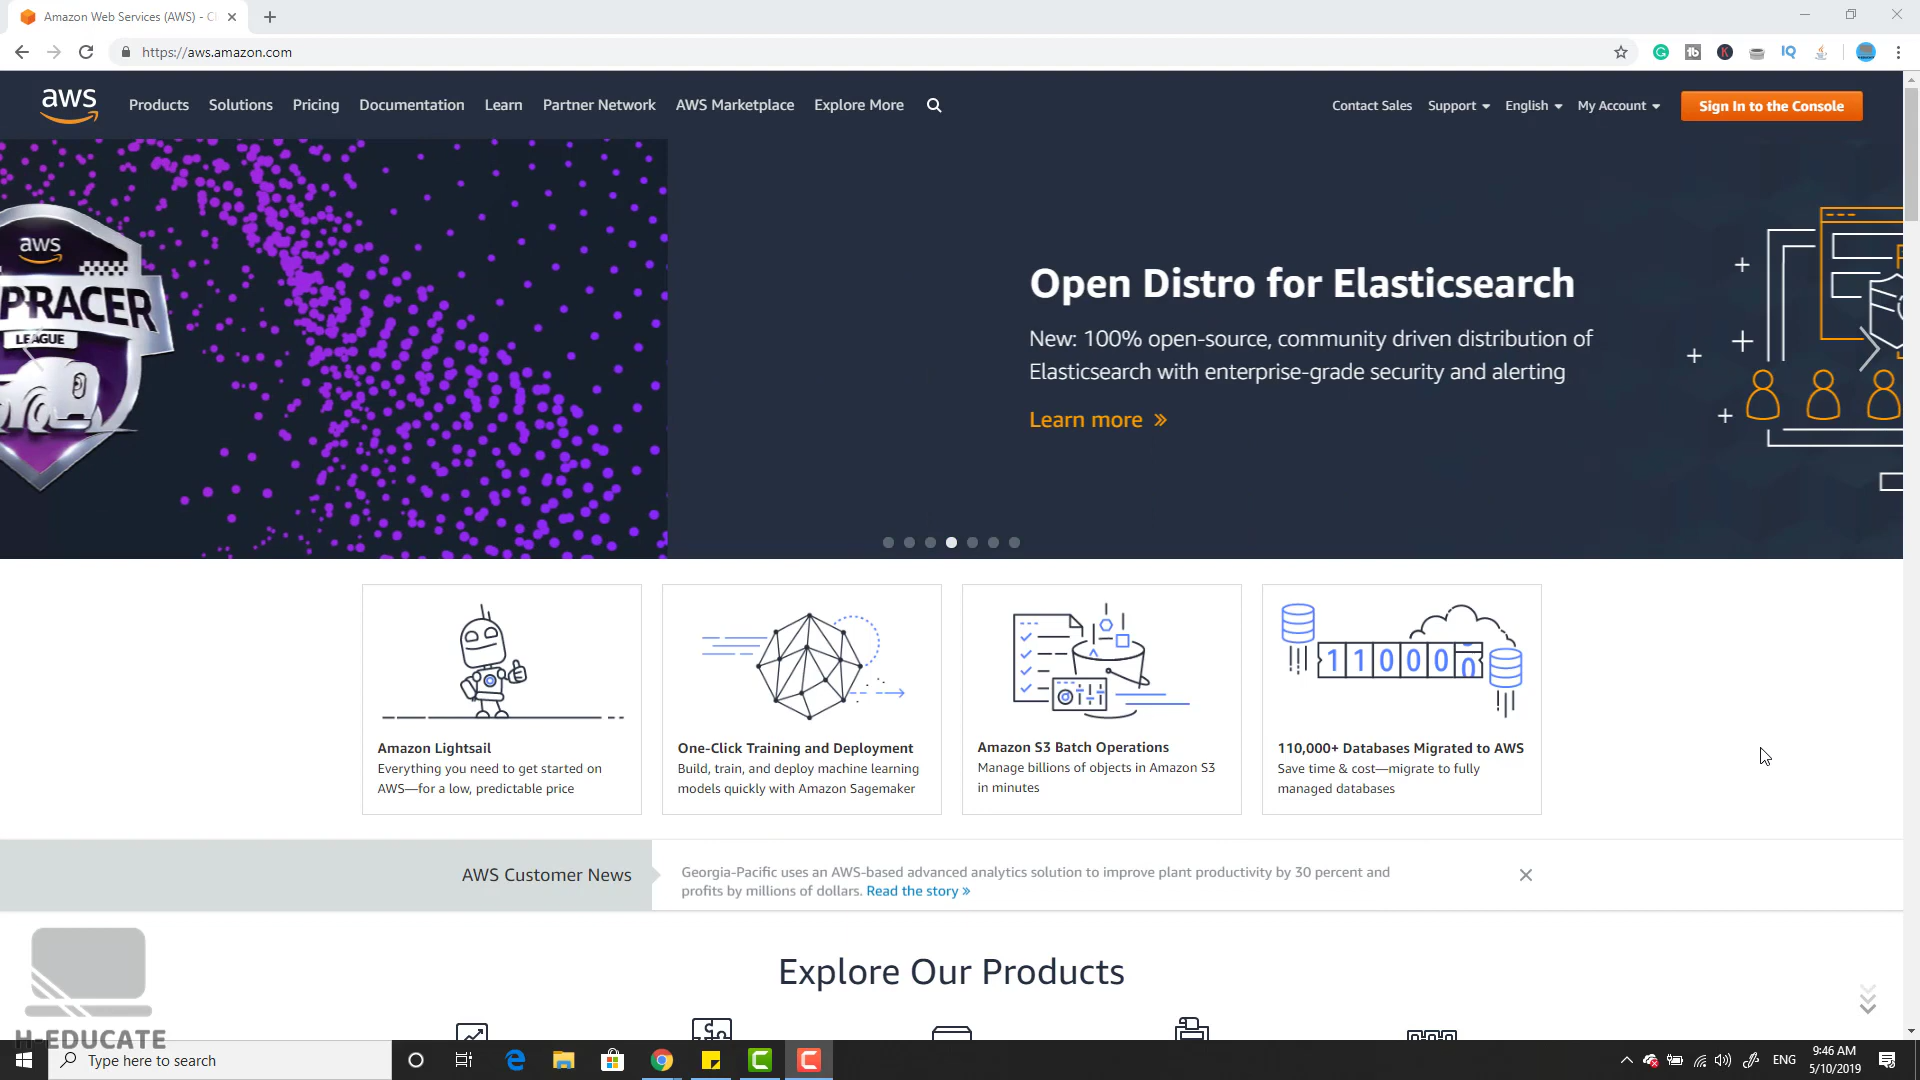 Amazon Web Services (AWS) - C
https://aws.amazon.com
aws
Products
Solutions
Pricing
Documentation
Learn
Partner Network
AWS Marketplace
Explore More
Contact Sales
Support
English
My Account
Sign In to the Console
aws
PRACER
LEAGUE
Open Distro for Elasticsearch
New: 100% open-source, community driven distribution of
Elasticsearch with enterprise-grade security and alerting
Learn more »
110000
Amazon Lightsail
Everything you need to get started on
AWS—for a low, predictable price
One-Click Training and Deployment
Build, train, and deploy machine learning
models quickly with Amazon Sagemaker
Amazon S3 Batch Operations
Manage billions of objects in Amazon S3
in minutes
110,000+ Databases Migrated to AWS
Save time & cost—migrate to fully
managed databases
AWS Customer News
Georgia-Pacific uses an AWS-based advanced analytics solution to improve plant productivity by 30 percent and
profits by millions of dollars. Read the story »
Explore Our Products
H-EDUCATE
Type here to search
ENG
9:46 AM
5/10/2019